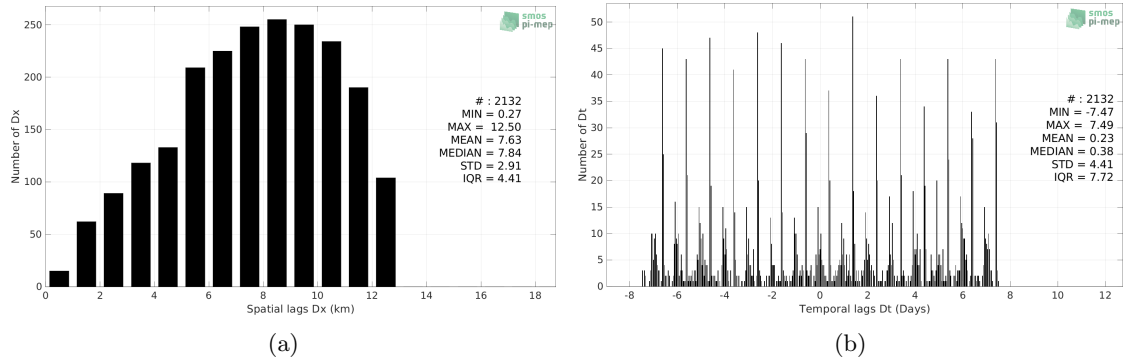 250
200
150
100
50
0
Number of Dx
smos
pi-mep
# : 2132
MIN = 0.27
MAX = 12.50
MEAN = 7.63
MEDIAN = 7.84
STD = 2.91
IQR = 4.41
0 2 4 6 8 10 12 14 16 18
Spatial lags Dx (km)
(a)
50
45
40
35
30
25
20
15
10
5
0
Number of Dt
smos
pi-mep
# : 2132
MIN = -7.47
MAX = 7.49
MEAN = 0.23
MEDIAN = 0.38
STD = 4.41
IQR = 7.72
-8 -6 -4 -2 0 2 4 6 8 10 12
Temporal lags Dt (Days)
(b)